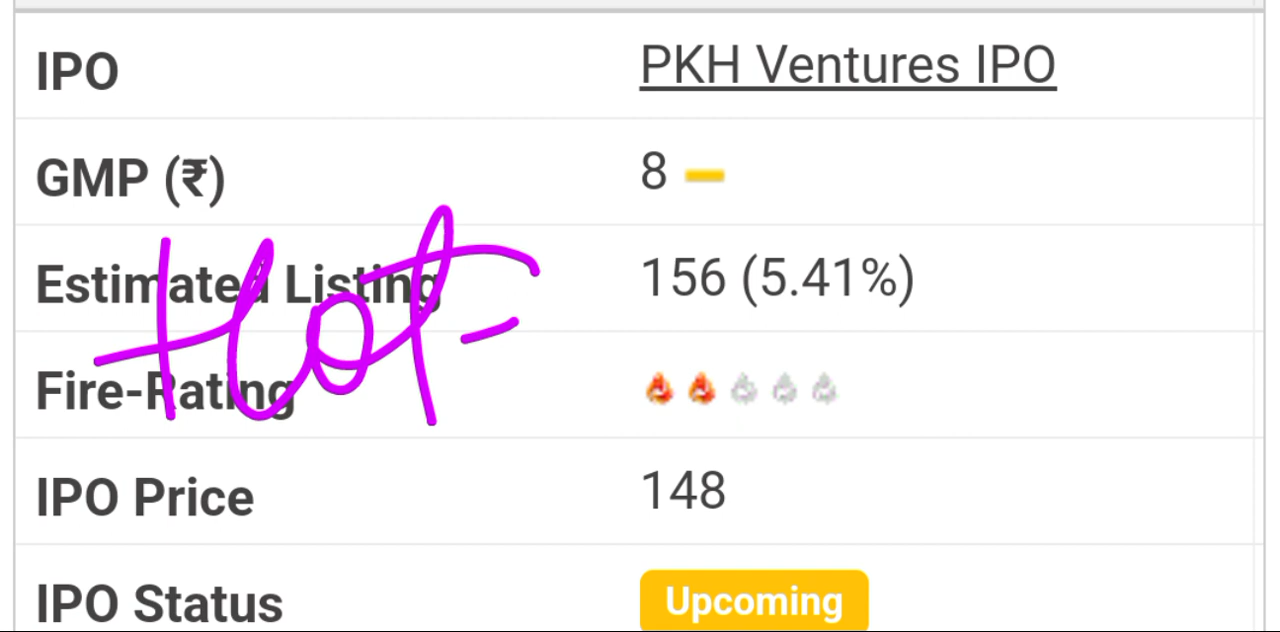 IPO PKH Ventures IPO
GMP (₹) 8
Estimated Listing 156 (5.41%)
Hot
Fire-Rating
IPO Price 148
IPO Status Upcoming